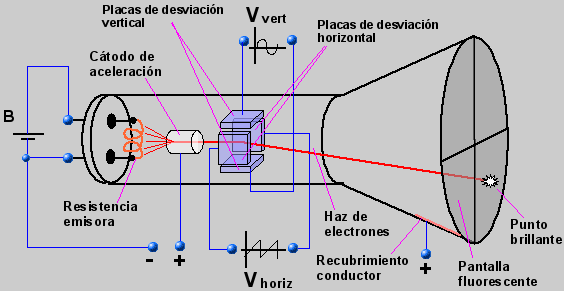 Placas de desviación
vertical
V vert
Placas de desviación
horizontal
Cátodo de
aceleración
B
Resistencia
emisora
- +
V horiz
Haz de
electrones
Recubrimiento
conductor
+
Punto
brillante
Pantalla
fluorescente